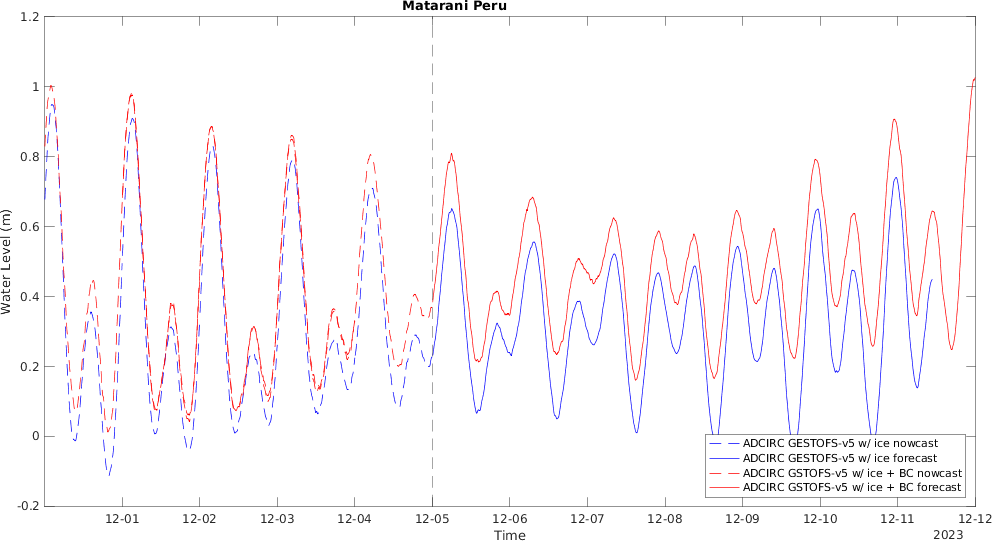 Matarani Peru
1.2
1
0.8
0.6
0.4
0.2
0
-0.2
Water Level (m)
ADCIRC GESTOFS-v5 w/ ice nowcast
ADCIRC GESTOFS-v5 w/ ice forecast
ADCIRC GSTOFS-v5 w/ ice + BC nowcast
ADCIRC GSTOFS-v5 w/ ice + BC forecast
12-01 12-02 12-03 12-04 12-05 12-06 12-07 12-08 12-09 12-10 12-11 12-12
Time
2023